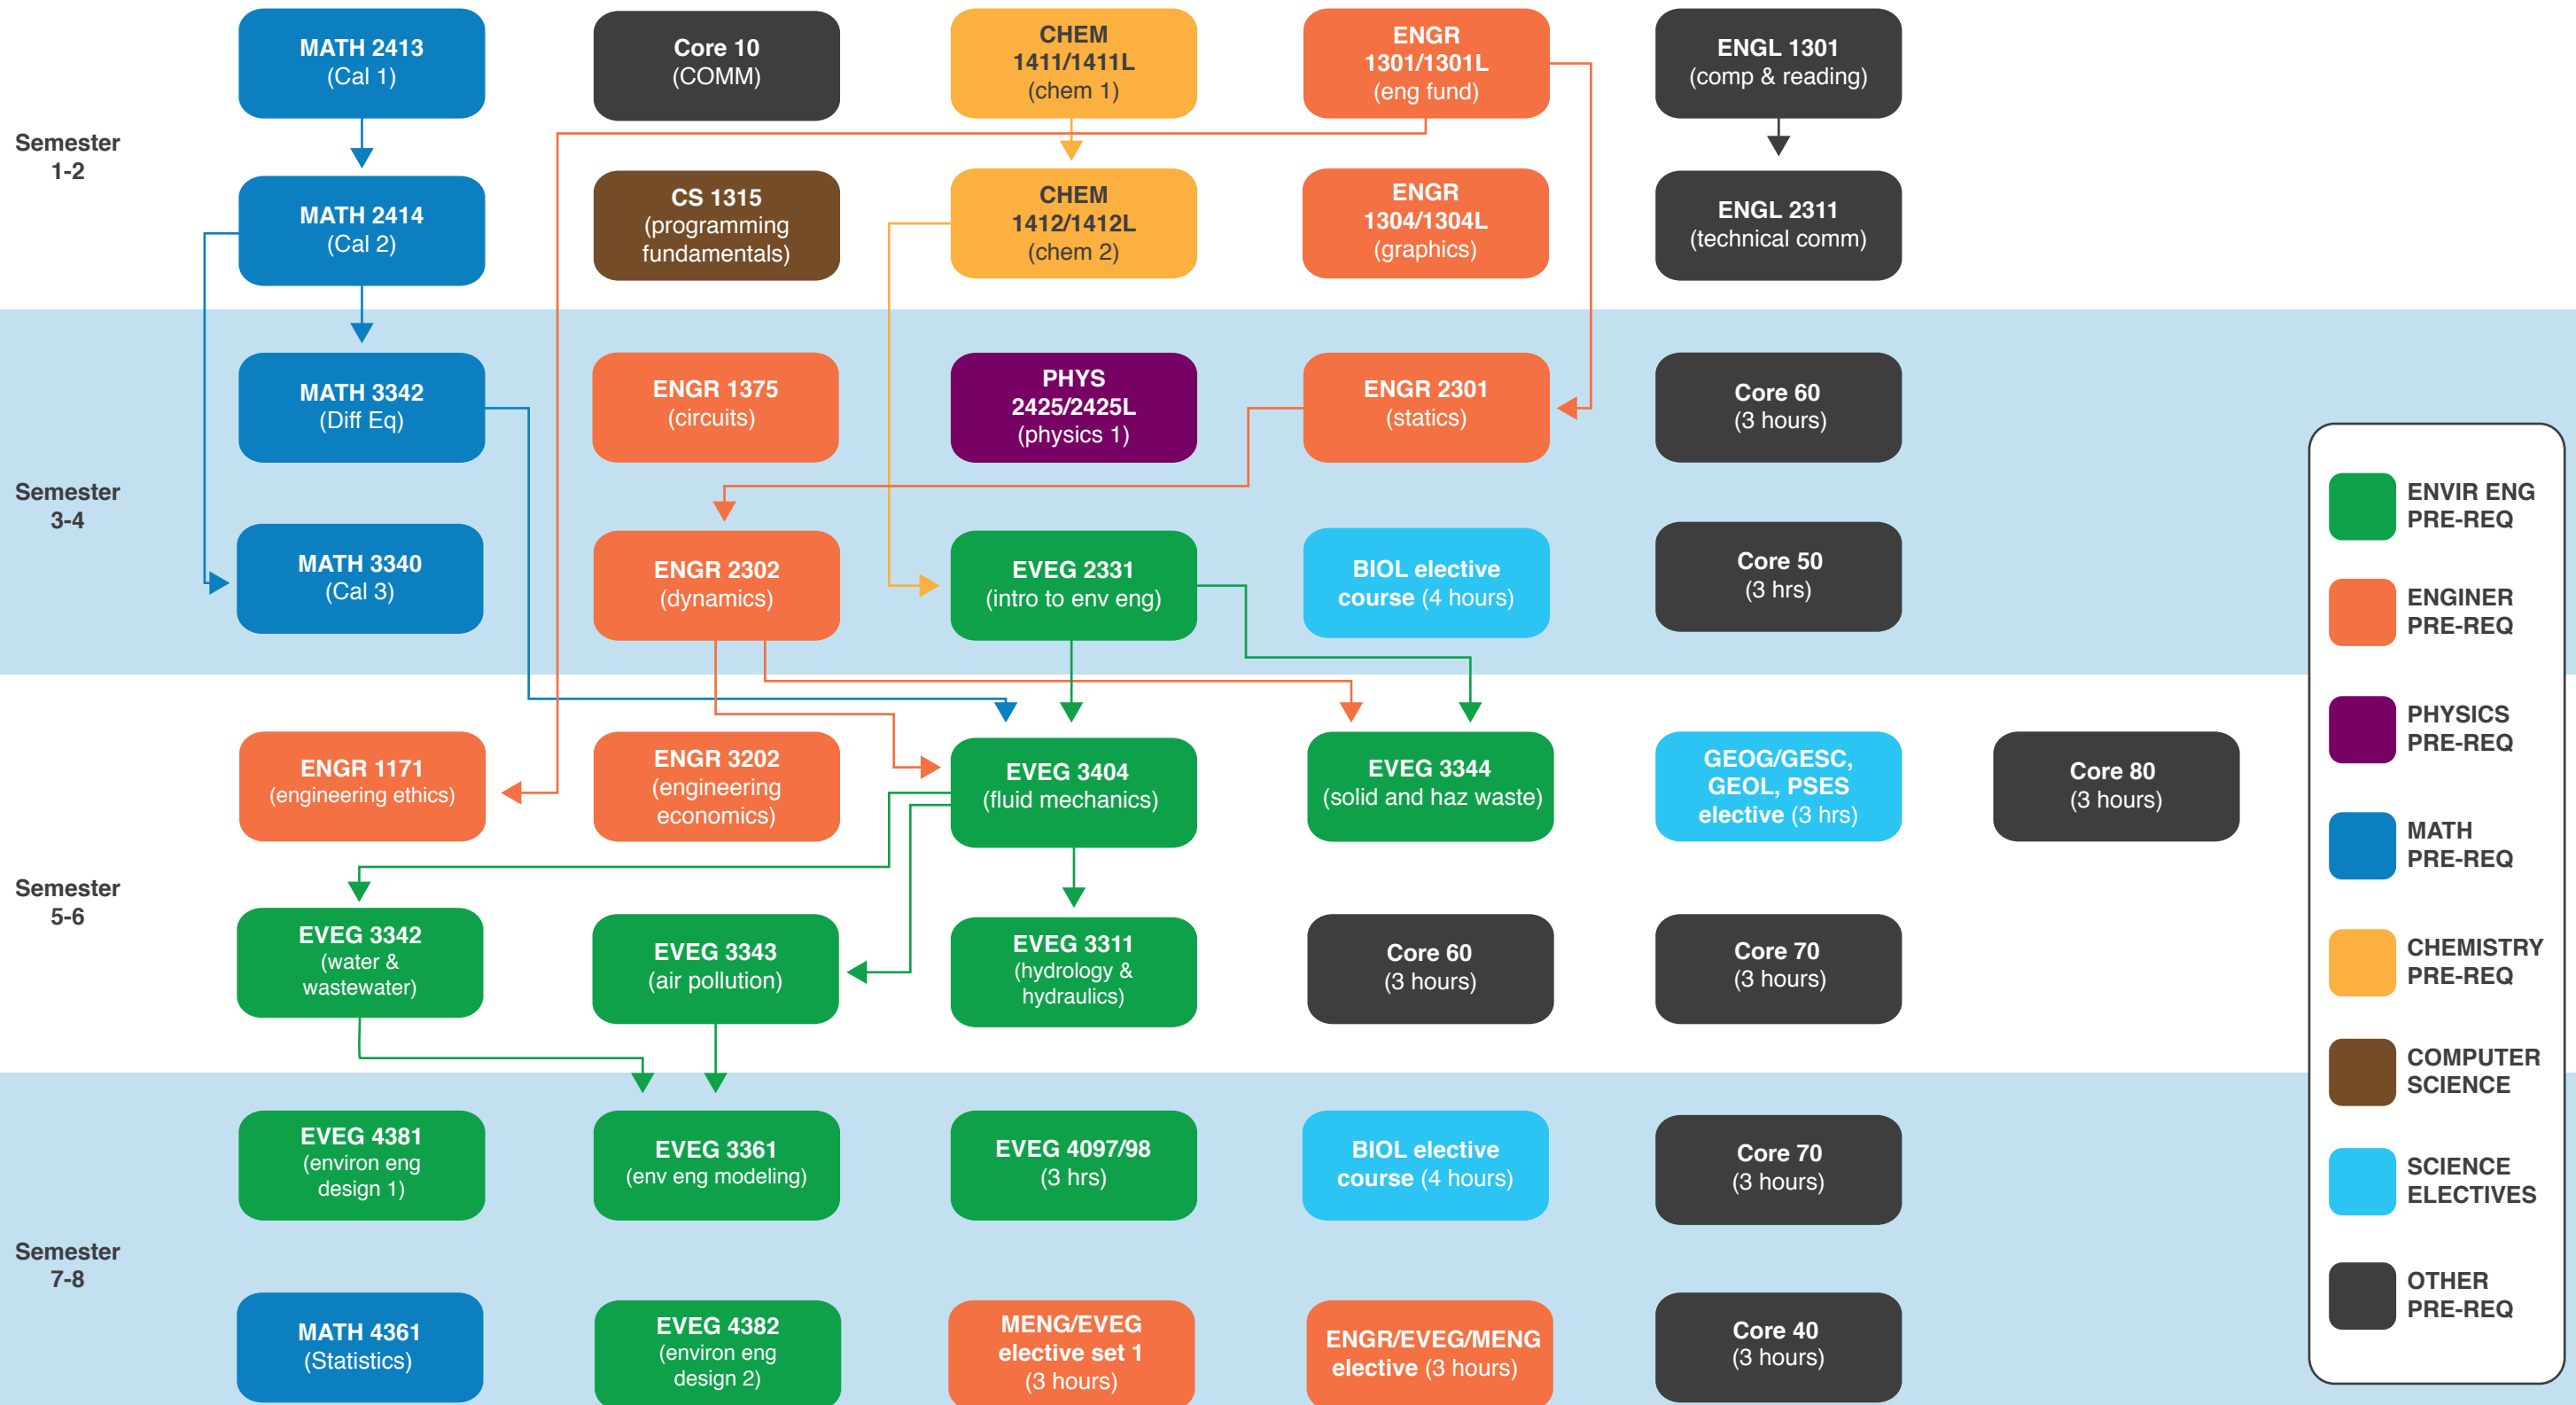 MATH 2413
(Cal 1)
Core 10
(COMM)
CHEM
1411/1411L
(chem 1)
ENGR
1301/1301L
(eng fund)
ENGL 1301
(comp & reading)
Semester
1-2
MATH 2414
(Cal 2)
CS 1315
(programming
fundamentals)
CHEM
1412/1412L
(chem 2)
ENGR
1304/1304L
(graphics)
ENGL 2311
(technical comm)
MATH 3342
(Diff Eq)
ENGR 1375
(circuits)
PHYS
2425/2425L
(physics 1)
ENGR 2301
(statics)
Core 60
(3 hours)
Semester
3-4
MATH 3340
(Cal 3)
ENGR 2302
(dynamics)
EVEG 2331
(intro to env eng)
BIOL elective
course (4 hours)
Core 50
(3 hrs)
ENGR 1171
(engineering ethics)
ENGR 3202
(engineering
economics)
EVEG 3404
(fluid mechanics)
EVEG 3344
(solid and haz waste)
GEOG/GESC,
GEOL, PSES
elective (3 hrs)
Core 80
(3 hours)
Semester
5-6
EVEG 3342
(water &
wastewater)
EVEG 3343
(air pollution)
EVEG 3311
(hydrology &
hydraulics)
Core 60
(3 hours)
Core 70
(3 hours)
EVEG 4381
(environ eng
design 1)
EVEG 3361
(env eng modeling)
EVEG 4097/98
(3 hrs)
BIOL elective
course (4 hours)
Core 70
(3 hours)
Semester
7-8
MATH 4361
(Statistics)
EVEG 4382
(environ eng
design 2)
MENG/EVEG
elective set 1
(3 hours)
ENGR/EVEG/MENG
elective (3 hours)
Core 40
(3 hours)
ENVIR ENG
PRE-REQ
ENGINER
PRE-REQ
PHYSICS
PRE-REQ
MATH
PRE-REQ
CHEMISTRY
PRE-REQ
COMPUTER
SCIENCE
SCIENCE
ELECTIVES
OTHER
PRE-REQ